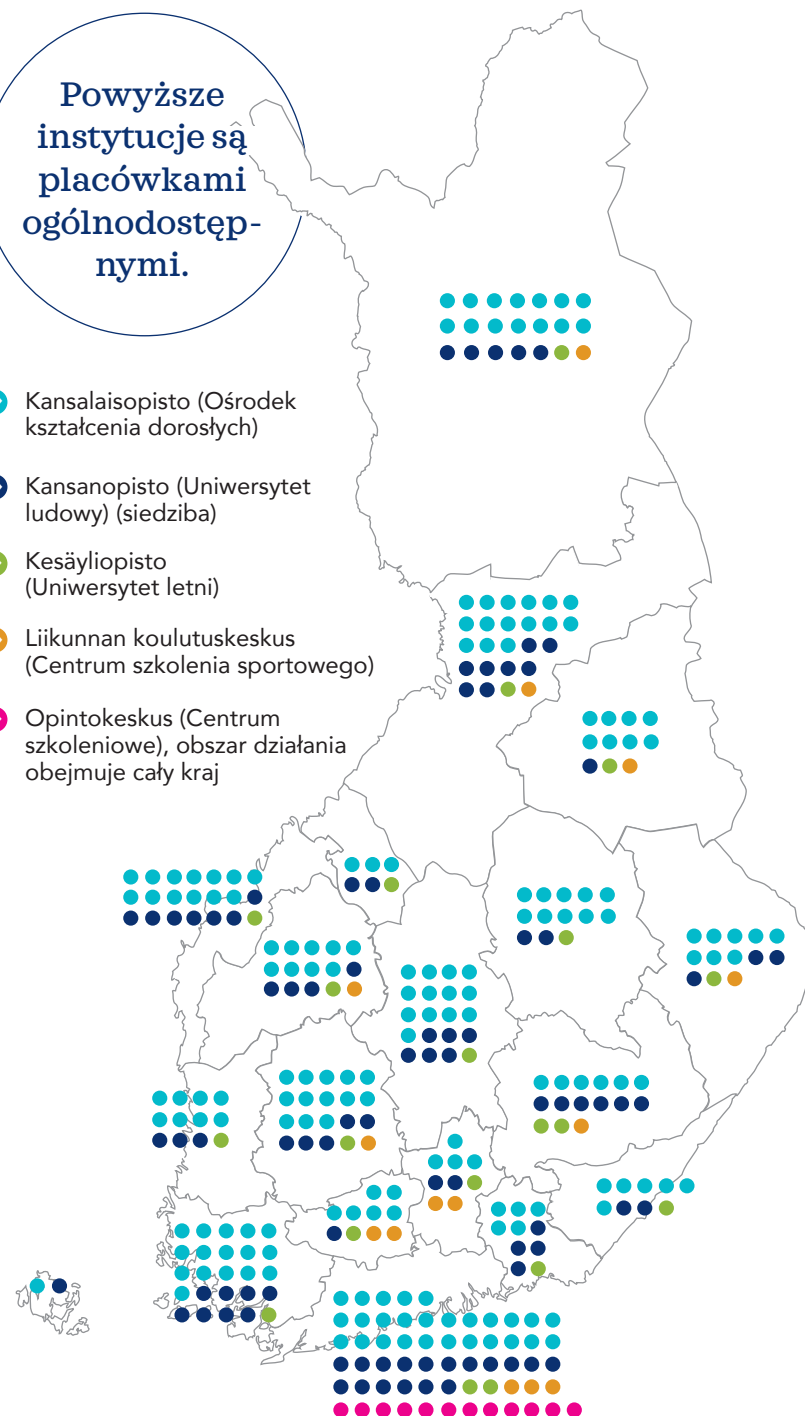 Powyższe
instytucje są
placówkami
ogólnodostęp-
nymi.
Kansalaisopisto (Ośrodek
kształcenia dorosłych)
Kansanopisto (Uniwersytet
ludowy) (siedziba)
Kesäyliopisto
(Uniwersytet letni)
Liikunnan koulutuskeskus
(Centrum szkolenia sportowego)
Opintokeskus (Centrum
szkoleniowe), obszar działania
obejmuje cały kraj